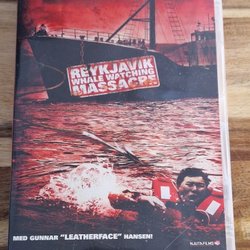 REYKJAVIK
WHALE WATCHING
MASSACRE
MED GUNNAR "LEATHERFACE" HANSEN!